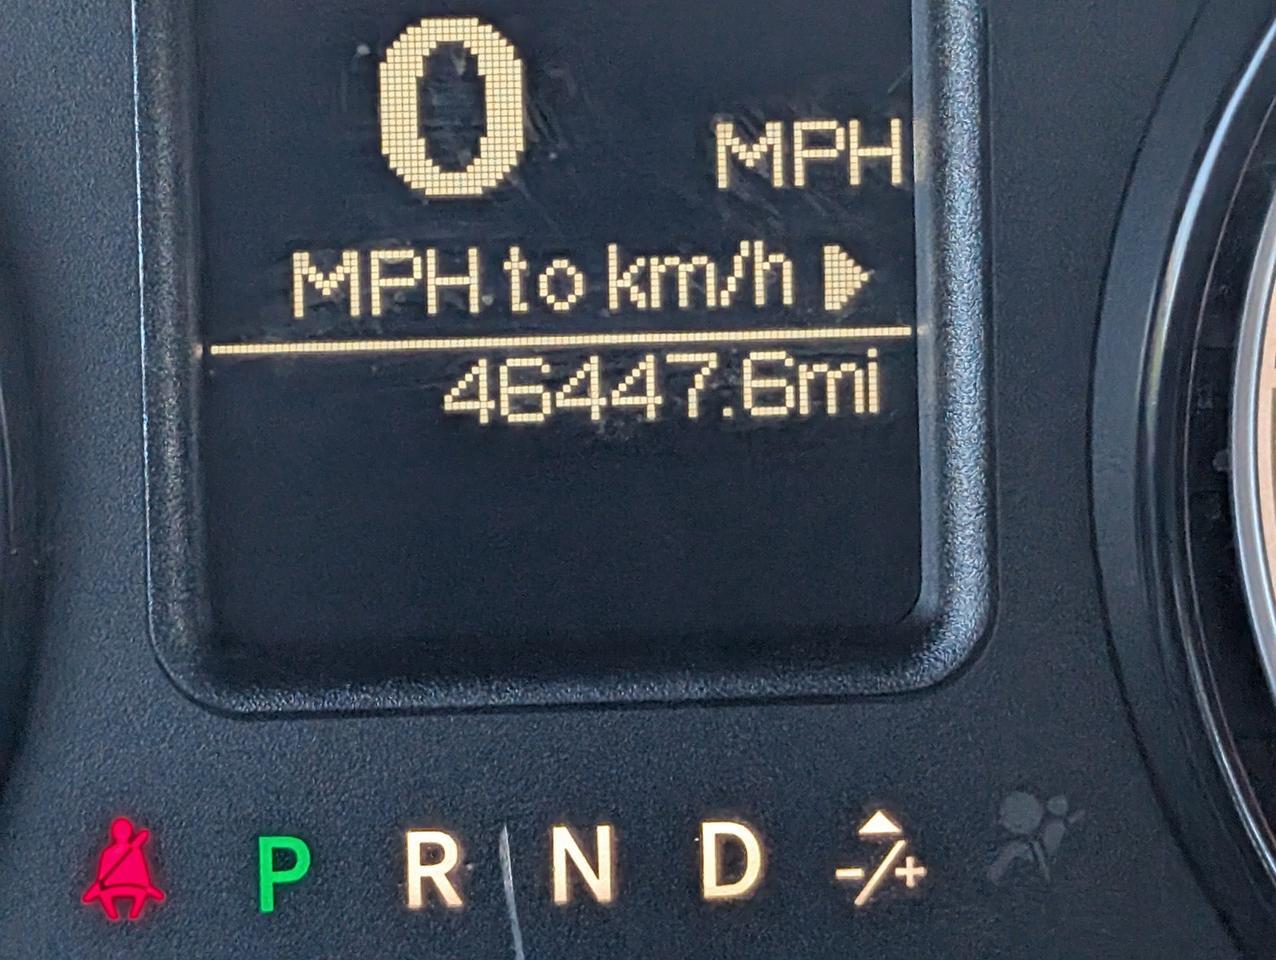 0 MPH
MPH to km/h ▶
46447.6mi
P R N D -/+